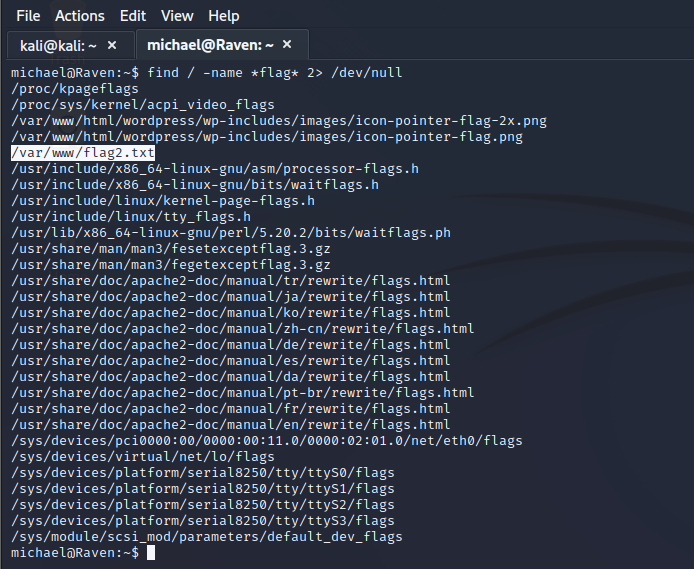 File Actions Edit View Help
kali@kali: ~ × michael@Raven: ~ ×
michael@Raven:~$ find / -name *flag* 2> /dev/null
/proc/kpageflags
/proc/sys/kernel/acpi_video_flags
/var/www/html/wordpress/wp-includes/images/icon-pointer-flag-2x.png
/var/www/html/wordpress/wp-includes/images/icon-pointer-flag.png
/var/www/flag2.txt
/usr/include/x86_64-linux-gnu/asm/processor-flags.h
/usr/include/x86_64-linux-gnu/bits/waitflags.h
/usr/include/linux/kernel-page-flags.h
/usr/include/linux/tty_flags.h
/usr/lib/x86_64-linux-gnu/perl/5.20.2/bits/waitflags.ph
/usr/share/man/man3/fesetexceptflag.3.gz
/usr/share/man/man3/fegetexceptflag.3.gz
/usr/share/doc/apache2-doc/manual/tr/rewrite/flags.html
/usr/share/doc/apache2-doc/manual/ja/rewrite/flags.html
/usr/share/doc/apache2-doc/manual/ko/rewrite/flags.html
/usr/share/doc/apache2-doc/manual/zh-cn/rewrite/flags.html
/usr/share/doc/apache2-doc/manual/de/rewrite/flags.html
/usr/share/doc/apache2-doc/manual/es/rewrite/flags.html
/usr/share/doc/apache2-doc/manual/da/rewrite/flags.html
/usr/share/doc/apache2-doc/manual/pt-br/rewrite/flags.html
/usr/share/doc/apache2-doc/manual/fr/rewrite/flags.html
/usr/share/doc/apache2-doc/manual/en/rewrite/flags.html
/sys/devices/pci0000:00/0000:00:11.0/0000:02:01.0/net/eth0/flags
/sys/devices/virtual/net/lo/flags
/sys/devices/platform/serial8250/tty/ttyS0/flags
/sys/devices/platform/serial8250/tty/ttyS1/flags
/sys/devices/platform/serial8250/tty/ttyS2/flags
/sys/devices/platform/serial8250/tty/ttyS3/flags
/sys/module/scsi_mod/parameters/default_dev_flags
michael@Raven:~$